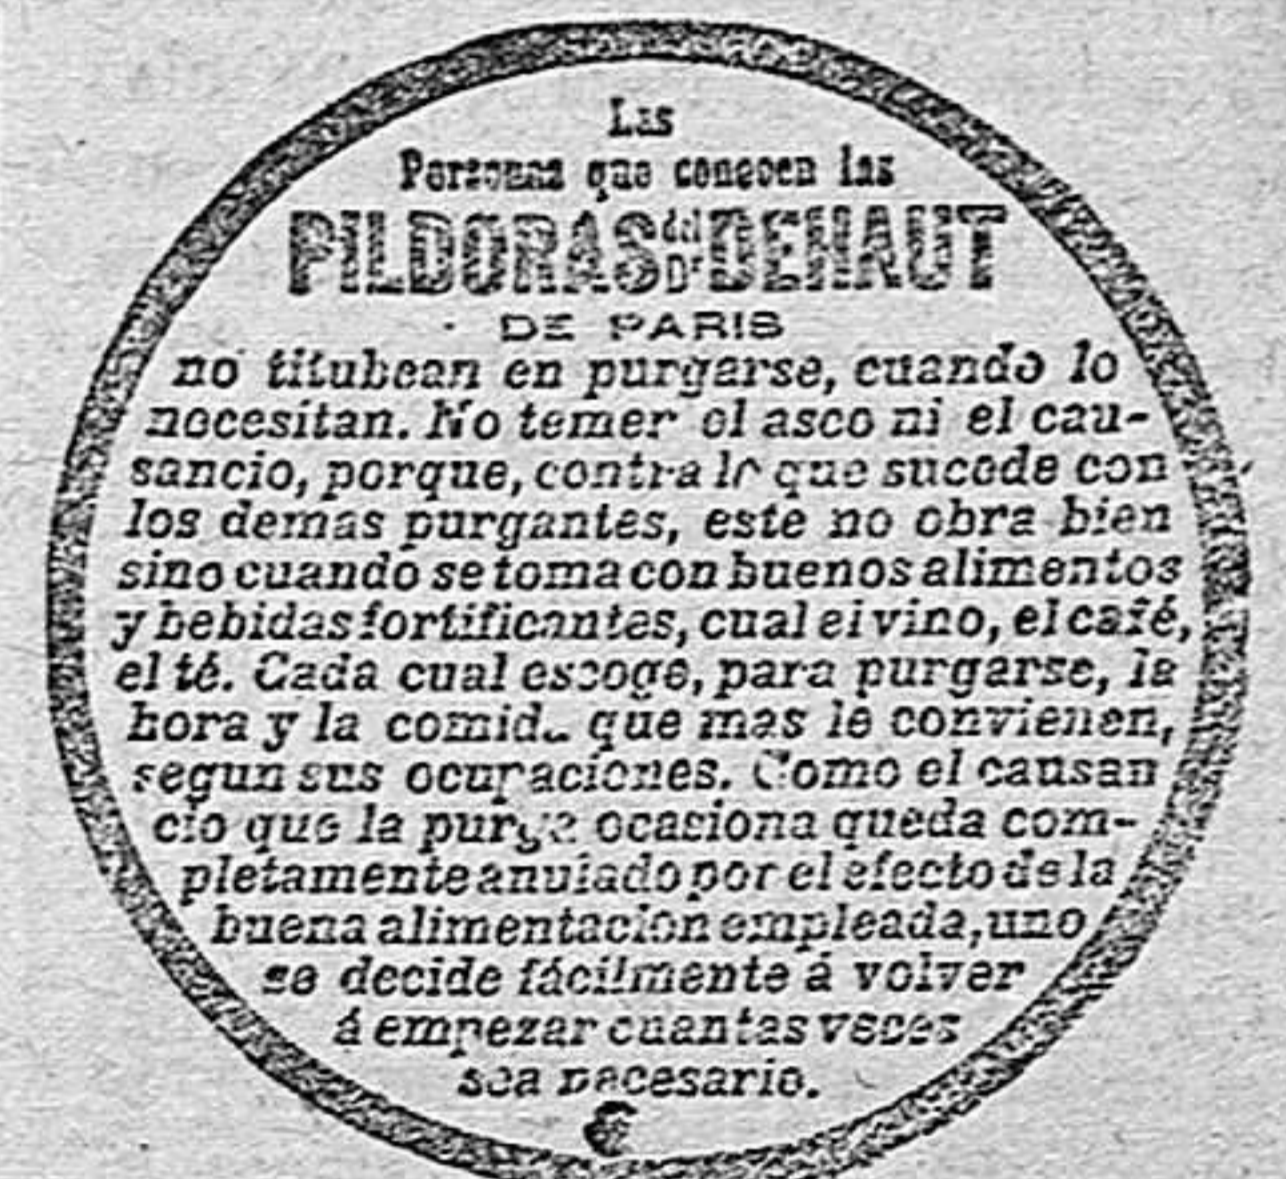 Las
Personas que conocen las
PILDORAS del Dr DEHAUT
DE PARIS
no titubean en purgarse, cuando lo
necesitan. No temen el asco ni el cau-
sancio, porque, contra lo que sucede con
los demas purgantes, este no obra bien
sino cuando se toma con buenos alimentos
y bebidas fortificantes, cual el vino, el café,
el té. Cada cual escoge, para purgarse, la
hora y la comida que mas le convienen,
segun sus ocupaciones. Como el causan
cio que la purga ocasiona queda com-
pletamente anulado por el efecto de la
buena alimentacion empleada, uno
se decide fácilmente á volver
á empezar cuantas veces
sea necesario.